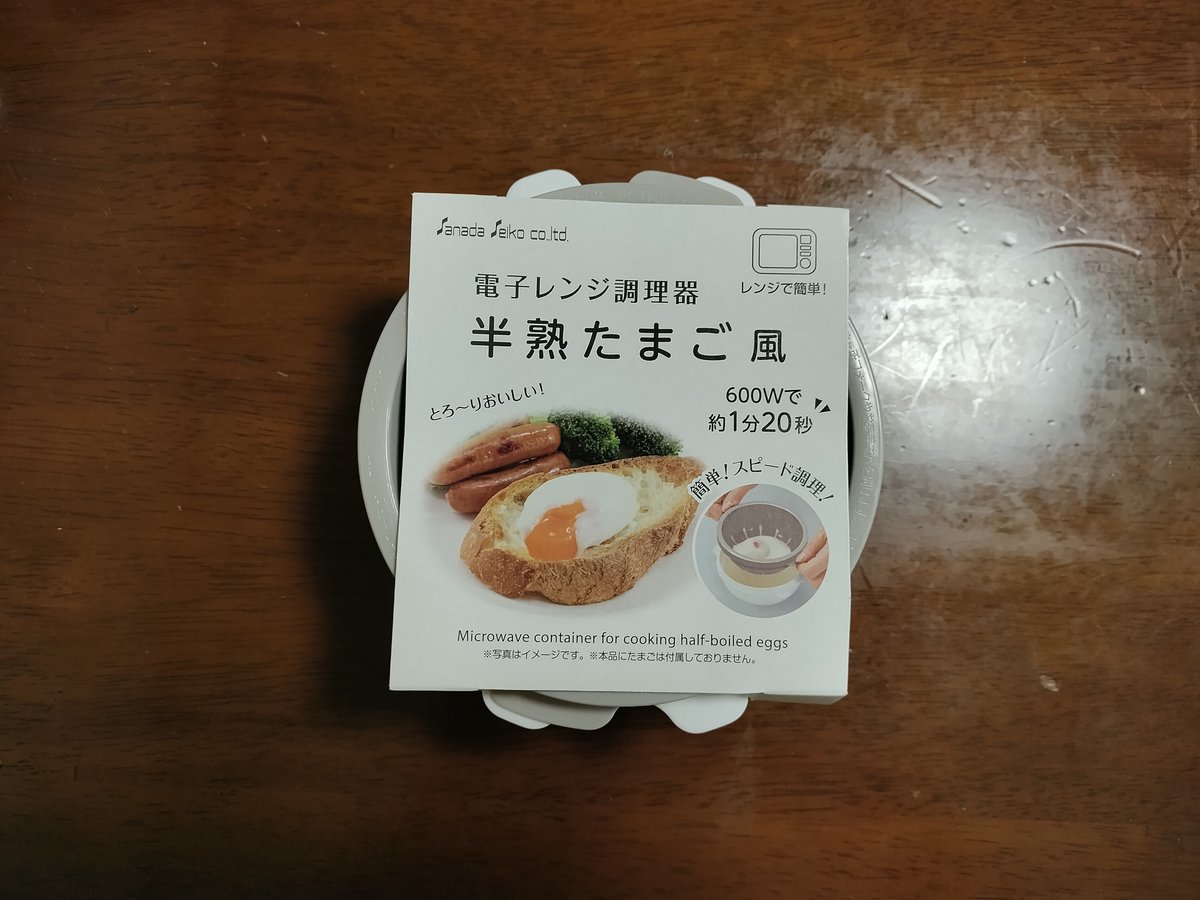 Sanada Seiko co.,ltd.
レンジで簡単!
電子レンジ調理器
半熟たまご風
とろ~りおいしい!
600Wで
約1分20秒
簡単!スピード調理!
Microwave container for cooking half-boiled eggs
※写真はイメージです。※本品にたまごは付属しておりません。